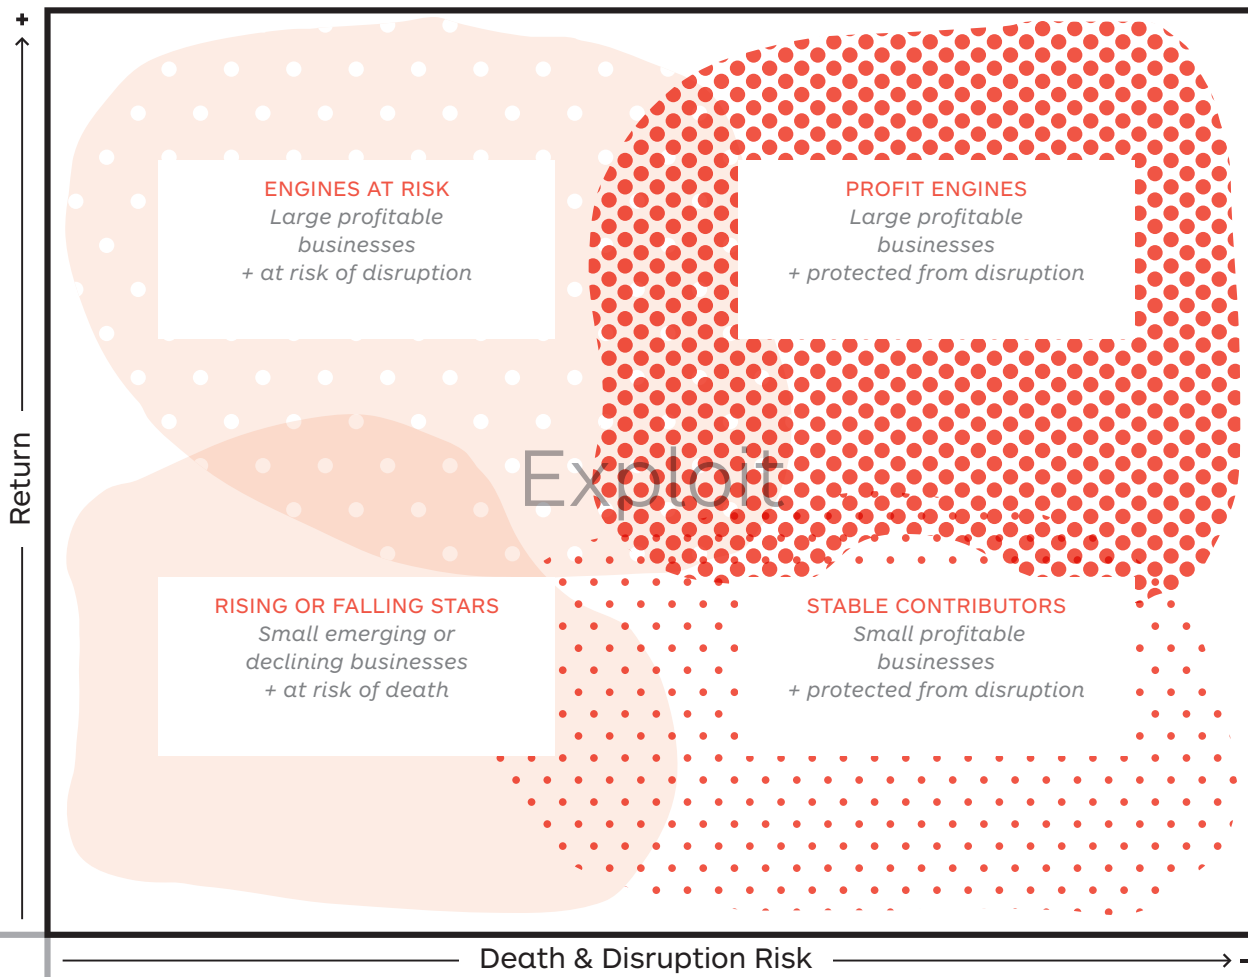 +
ENGINES AT RISK
Large profitable
businesses
+ at risk of disruption
PROFIT ENGINES
Large profitable
businesses
+ protected from disruption
Return
Exploit
RISING OR FALLING STARS
Small emerging or
declining businesses
+ at risk of death
STABLE CONTRIBUTORS
Small profitable
businesses
+ protected from disruption
Death & Disruption Risk
-